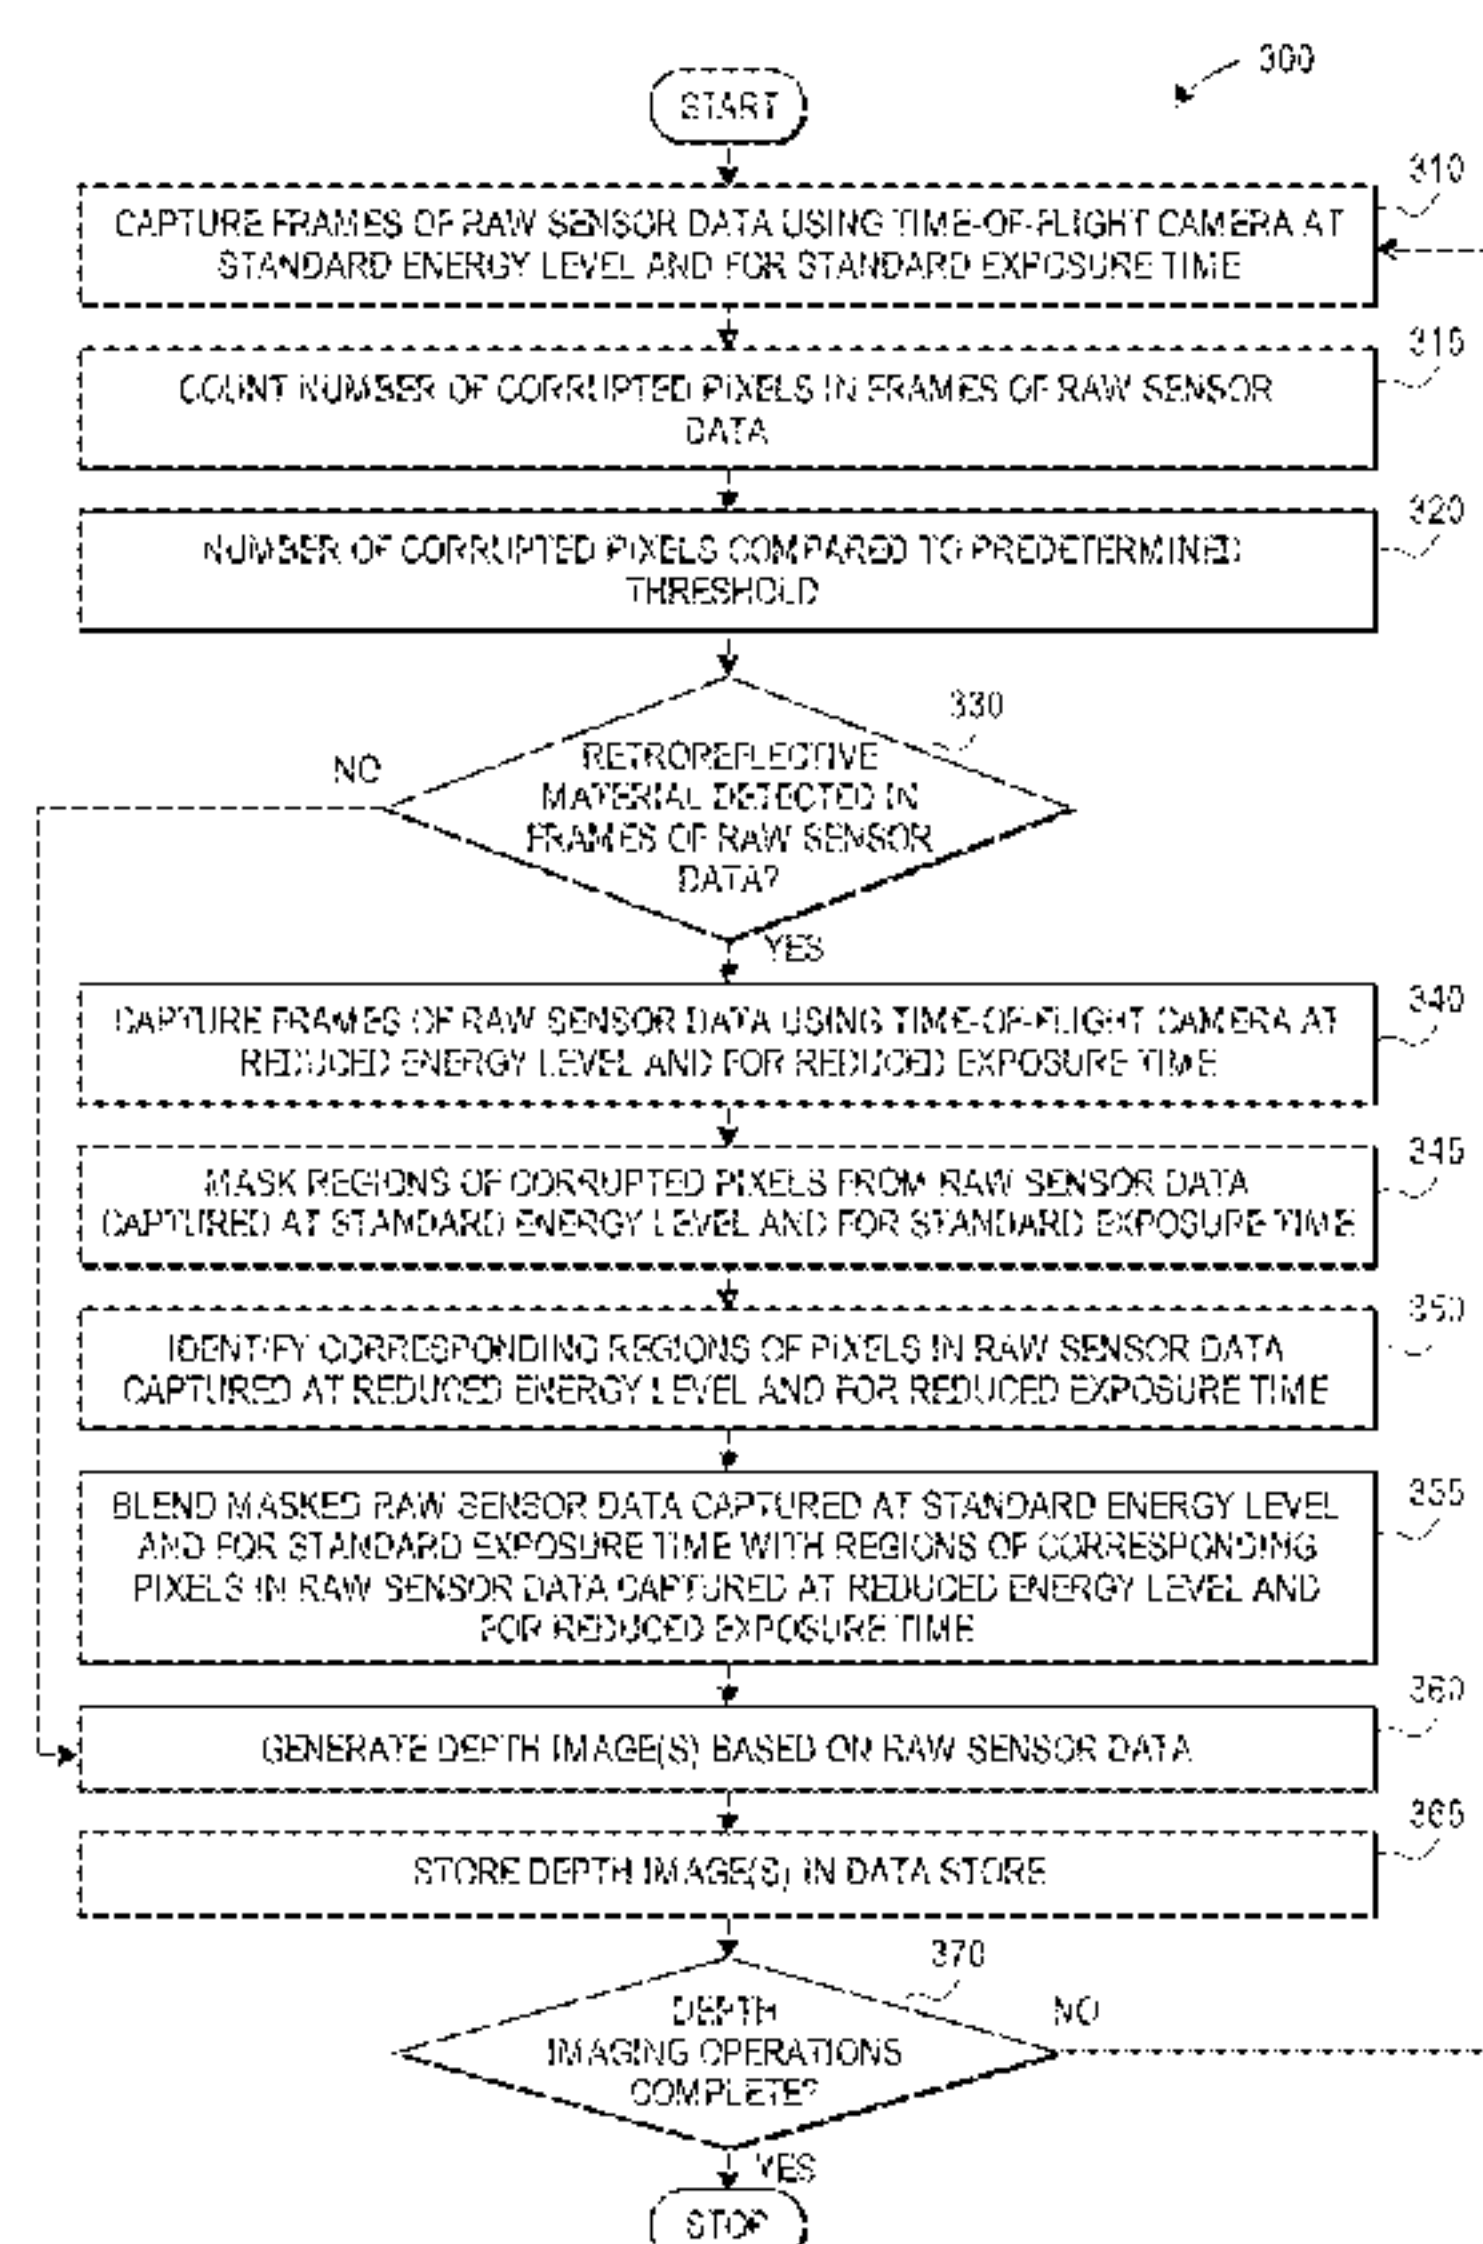 300
START
310
CAPTURE FRAMES OF RAW SENSOR DATA USING TIME-OF-FLIGHT CAMERA AT
STANDARD ENERGY LEVEL AND FOR STANDARD EXPOSURE TIME
315
COUNT NUMBER OF CORRUPTED PIXELS IN FRAMES OF RAW SENSOR
DATA
320
NUMBER OF CORRUPTED PIXELS COMPARED TO PREDETERMINED
THRESHOLD
330
RETROREFLECTIVE
MATERIAL DETECTED IN
FRAMES OF RAW SENSOR
DATA?
NO
YES
340
CAPTURE FRAMES OF RAW SENSOR DATA USING TIME-OF-FLIGHT CAMERA AT
REDUCED ENERGY LEVEL AND FOR REDUCED EXPOSURE TIME
345
MASK REGIONS OF CORRUPTED PIXELS FROM RAW SENSOR DATA
CAPTURED AT STANDARD ENERGY LEVEL AND FOR STANDARD EXPOSURE TIME
350
IDENTIFY CORRESPONDING REGIONS OF PIXELS IN RAW SENSOR DATA
CAPTURED AT REDUCED ENERGY LEVEL AND FOR REDUCED EXPOSURE TIME
355
BLEND MASKED RAW SENSOR DATA CAPTURED AT STANDARD ENERGY LEVEL
AND FOR STANDARD EXPOSURE TIME WITH REGIONS OF CORRESPONDING
PIXELS IN RAW SENSOR DATA CAPTURED AT REDUCED ENERGY LEVEL AND
FOR REDUCED EXPOSURE TIME
360
GENERATE DEPTH IMAGE(S) BASED ON RAW SENSOR DATA
365
STORE DEPTH IMAGE(S) IN DATA STORE
370
DEPTH
IMAGING OPERATIONS
COMPLETE?
NO
YES
STOP